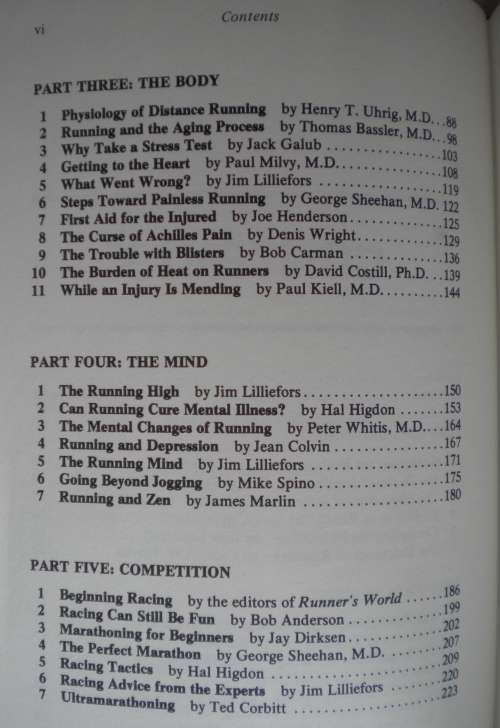 vi
Contents
PART THREE: THE BODY
1 Physiology of Distance Running by Henry T. Uhrig, M.D...88
2 Running and the Aging Process by Thomas Bassler, M.D...98
3 Why Take a Stress Test by Jack Galub ................103
4 Getting to the Heart by Paul Milvy, M.D...............108
5 What Went Wrong? by Jim Lilliefors ................119
6 Steps Toward Painless Running by George Sheehan, M.D. 122
7 First Aid for the Injured by Joe Henderson.............125
8 The Curse of Achilles Pain by Denis Wright............129
9 The Trouble with Blisters by Bob Carman .............136
10 The Burden of Heat on Runners by David Costill, Ph.D. ..139
11 While an Injury Is Mending by Paul Kiell, M.D..........144
PART FOUR: THE MIND
1 The Running High by Jim Lilliefors....................150
2 Can Running Cure Mental Illness? by Hal Higdon .......153
3 The Mental Changes of Running by Peter Whitis, M.D....164
4 Running and Depression by Jean Colvin ..............167
5 The Running Mind by Jim Lilliefors ..................171
6 Going Beyond Jogging by Mike Spino .................175
7 Running and Zen by James Marlin ...................180
PART FIVE: COMPETITION
1 Beginning Racing by the editors of Runner's World ......186
2 Racing Can Still Be Fun by Bob Anderson .............199
3 Marathoning for Beginners by Jay Dirksen.............202
4 The Perfect Marathon by George Sheehan, M.D. ........207
5 Racing Tactics by Hal Higdon ......................209
6 Racing Advice from the Experts by Jim Lilliefors .......220
7 Ultramarathoning by Ted Corbitt ...................223